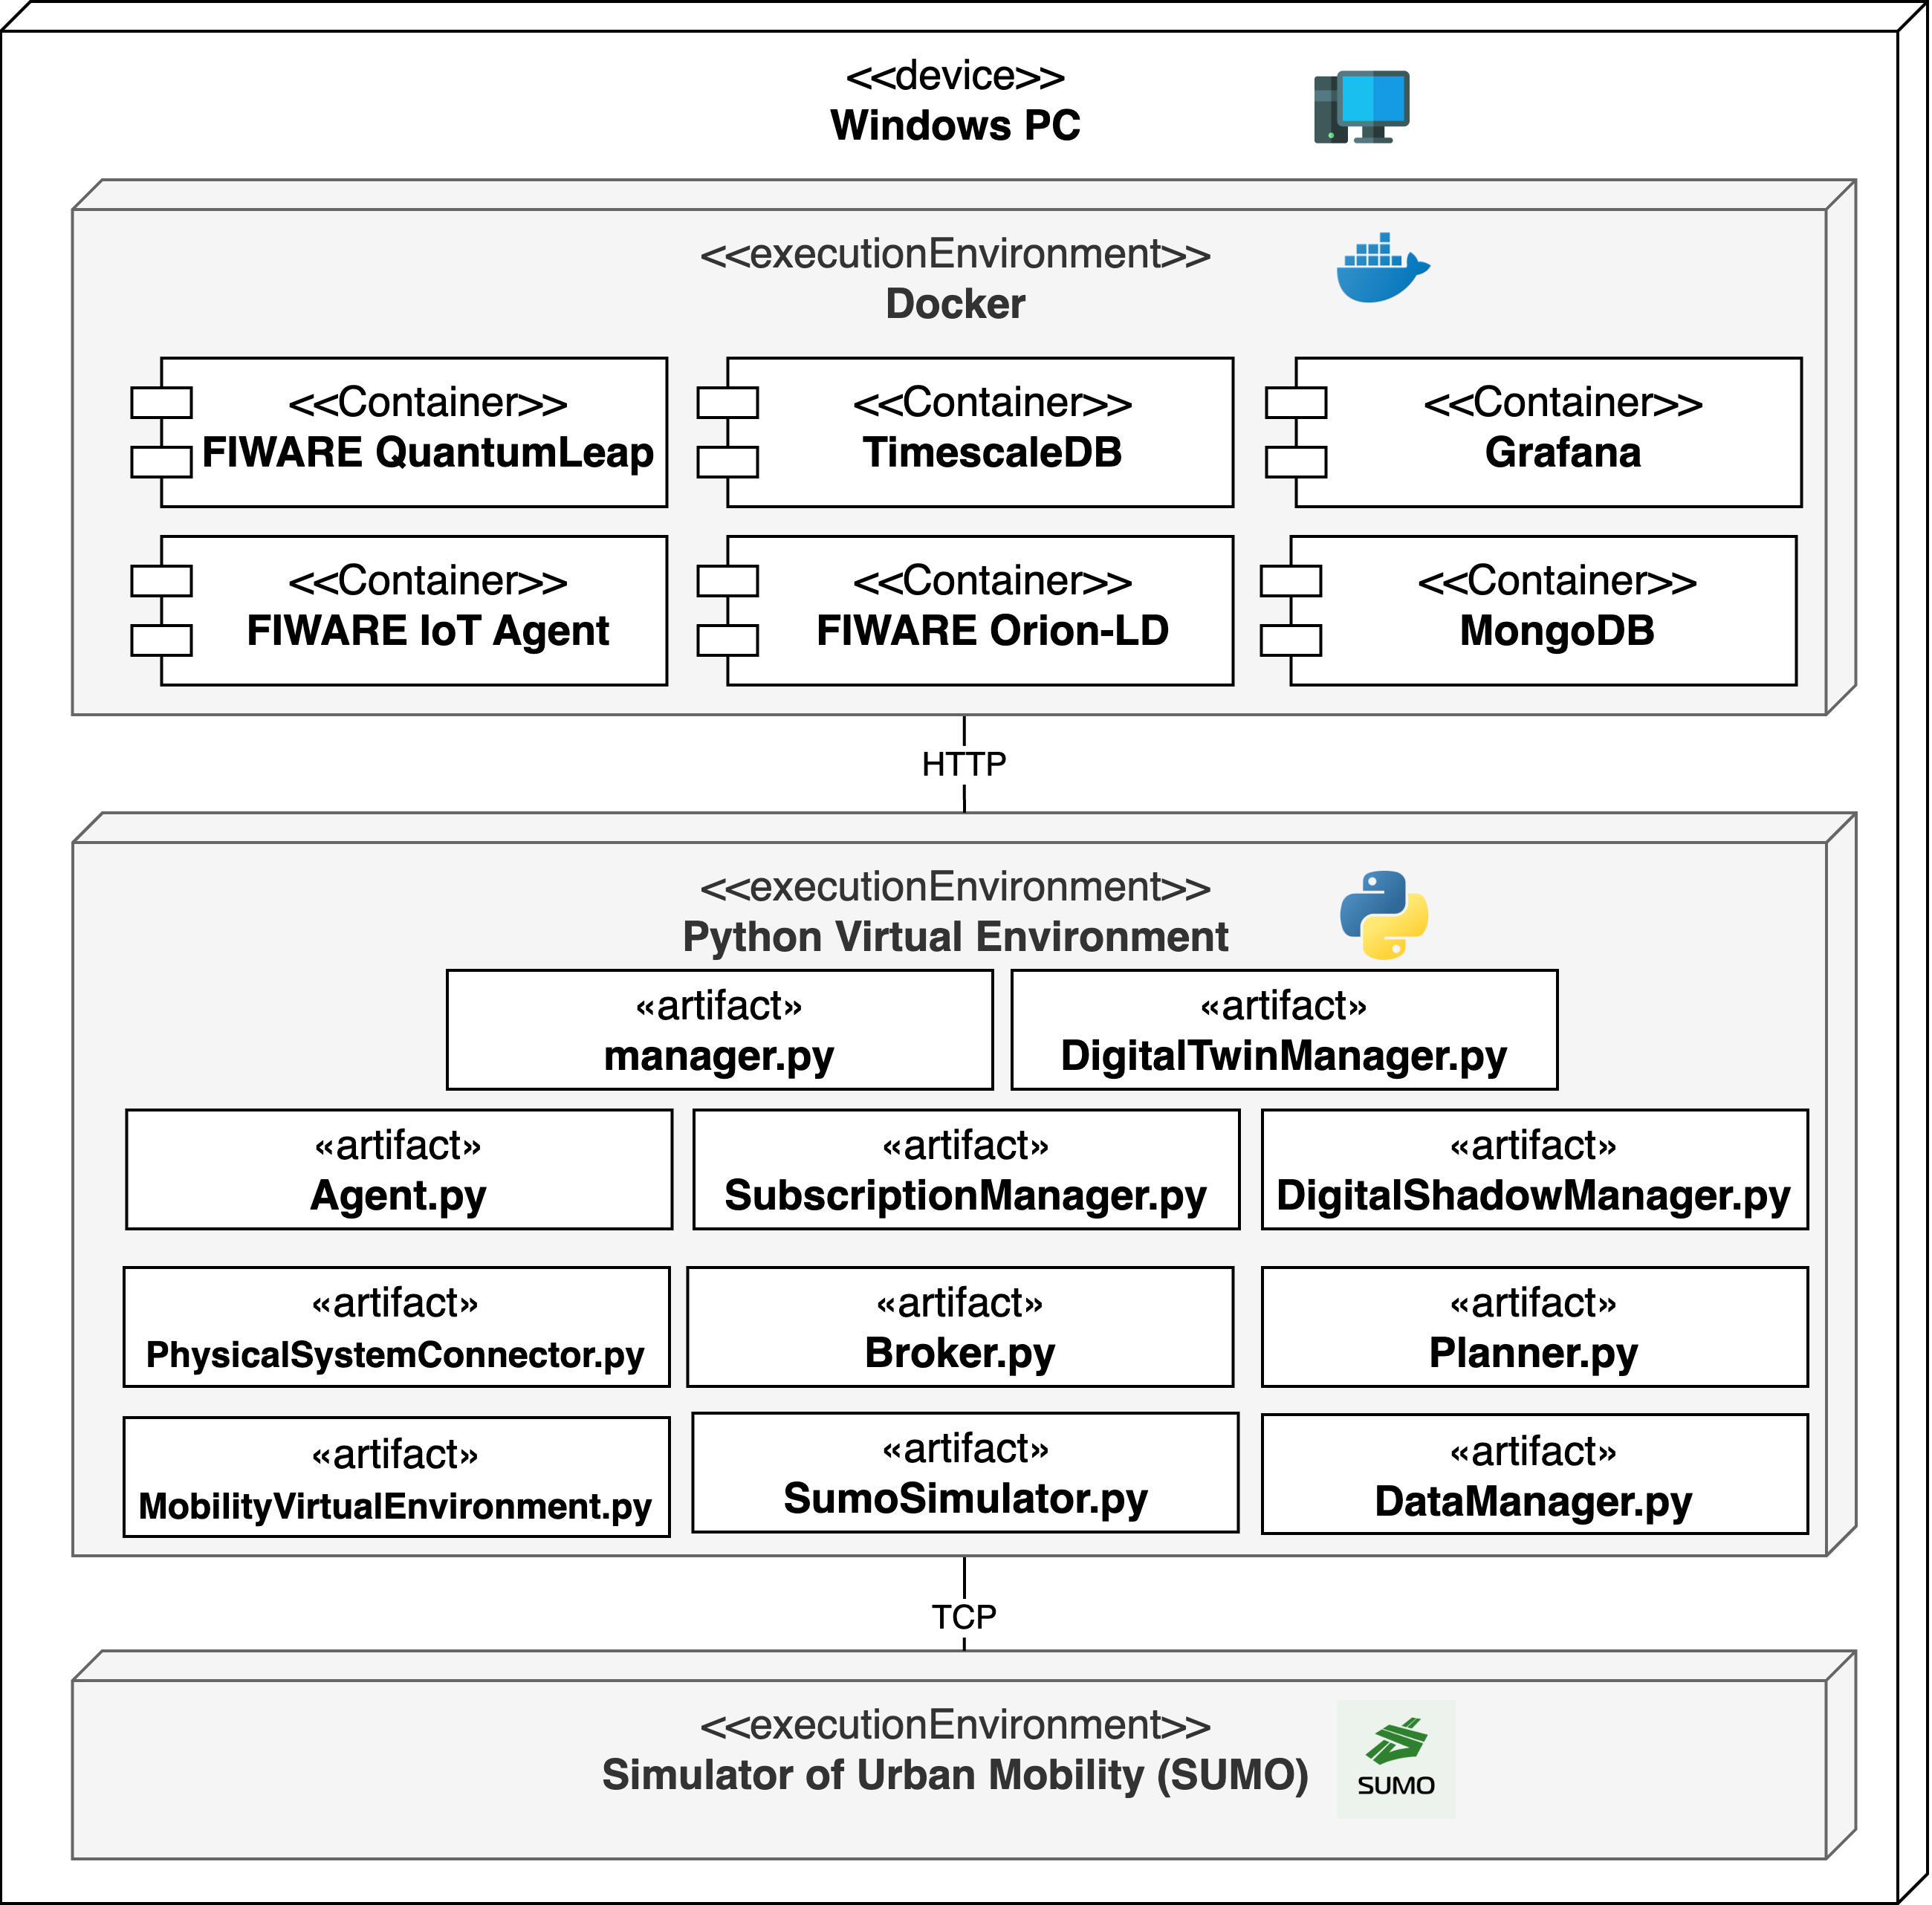 <<device>>
Windows PC
<<executionEnvironment>>
Docker
<<Container>>
FIWARE QuantumLeap
<<Container>>
TimescaleDB
<<Container>>
Grafana
<<Container>>
FIWARE IoT Agent
<<Container>>
FIWARE Orion-LD
<<Container>>
MongoDB
HTTP
<<executionEnvironment>>
Python Virtual Environment
«artifact»
manager.py
«artifact»
DigitalTwinManager.py
«artifact»
Agent.py
«artifact»
SubscriptionManager.py
«artifact»
DigitalShadowManager.py
«artifact»
PhysicalSystemConnector.py
«artifact»
Broker.py
«artifact»
Planner.py
«artifact»
MobilityVirtualEnvironment.py
«artifact»
SumoSimulator.py
«artifact»
DataManager.py
TCP
<<executionEnvironment>>
Simulator of Urban Mobility (SUMO)
SUMO